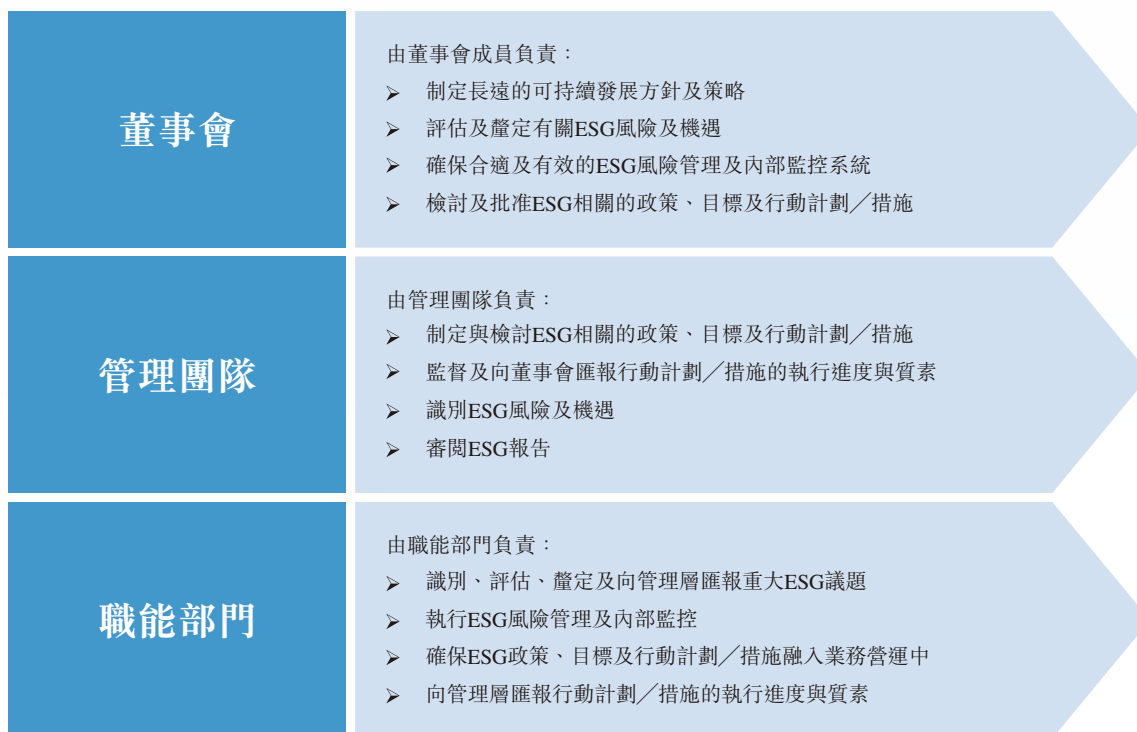 董事會
由董事會成員負責：
➢ 制定長遠的可持續發展方針及策略
➢ 評估及釐定有關ESG風險及機遇
➢ 確保合適及有效的ESG風險管理及內部監控系統
➢ 檢討及批准ESG相關的政策、目標及行動計劃／措施
管理團隊
由管理團隊負責：
➢ 制定與檢討ESG相關的政策、目標及行動計劃／措施
➢ 監督及向董事會匯報行動計劃／措施的執行進度與質素
➢ 識別ESG風險及機遇
➢ 審閱ESG報告
職能部門
由職能部門負責：
➢ 識別、評估、釐定及向管理層匯報重大ESG議題
➢ 執行ESG風險管理及內部監控
➢ 確保ESG政策、目標及行動計劃／措施融入業務營運中
➢ 向管理層匯報行動計劃／措施的執行進度與質素